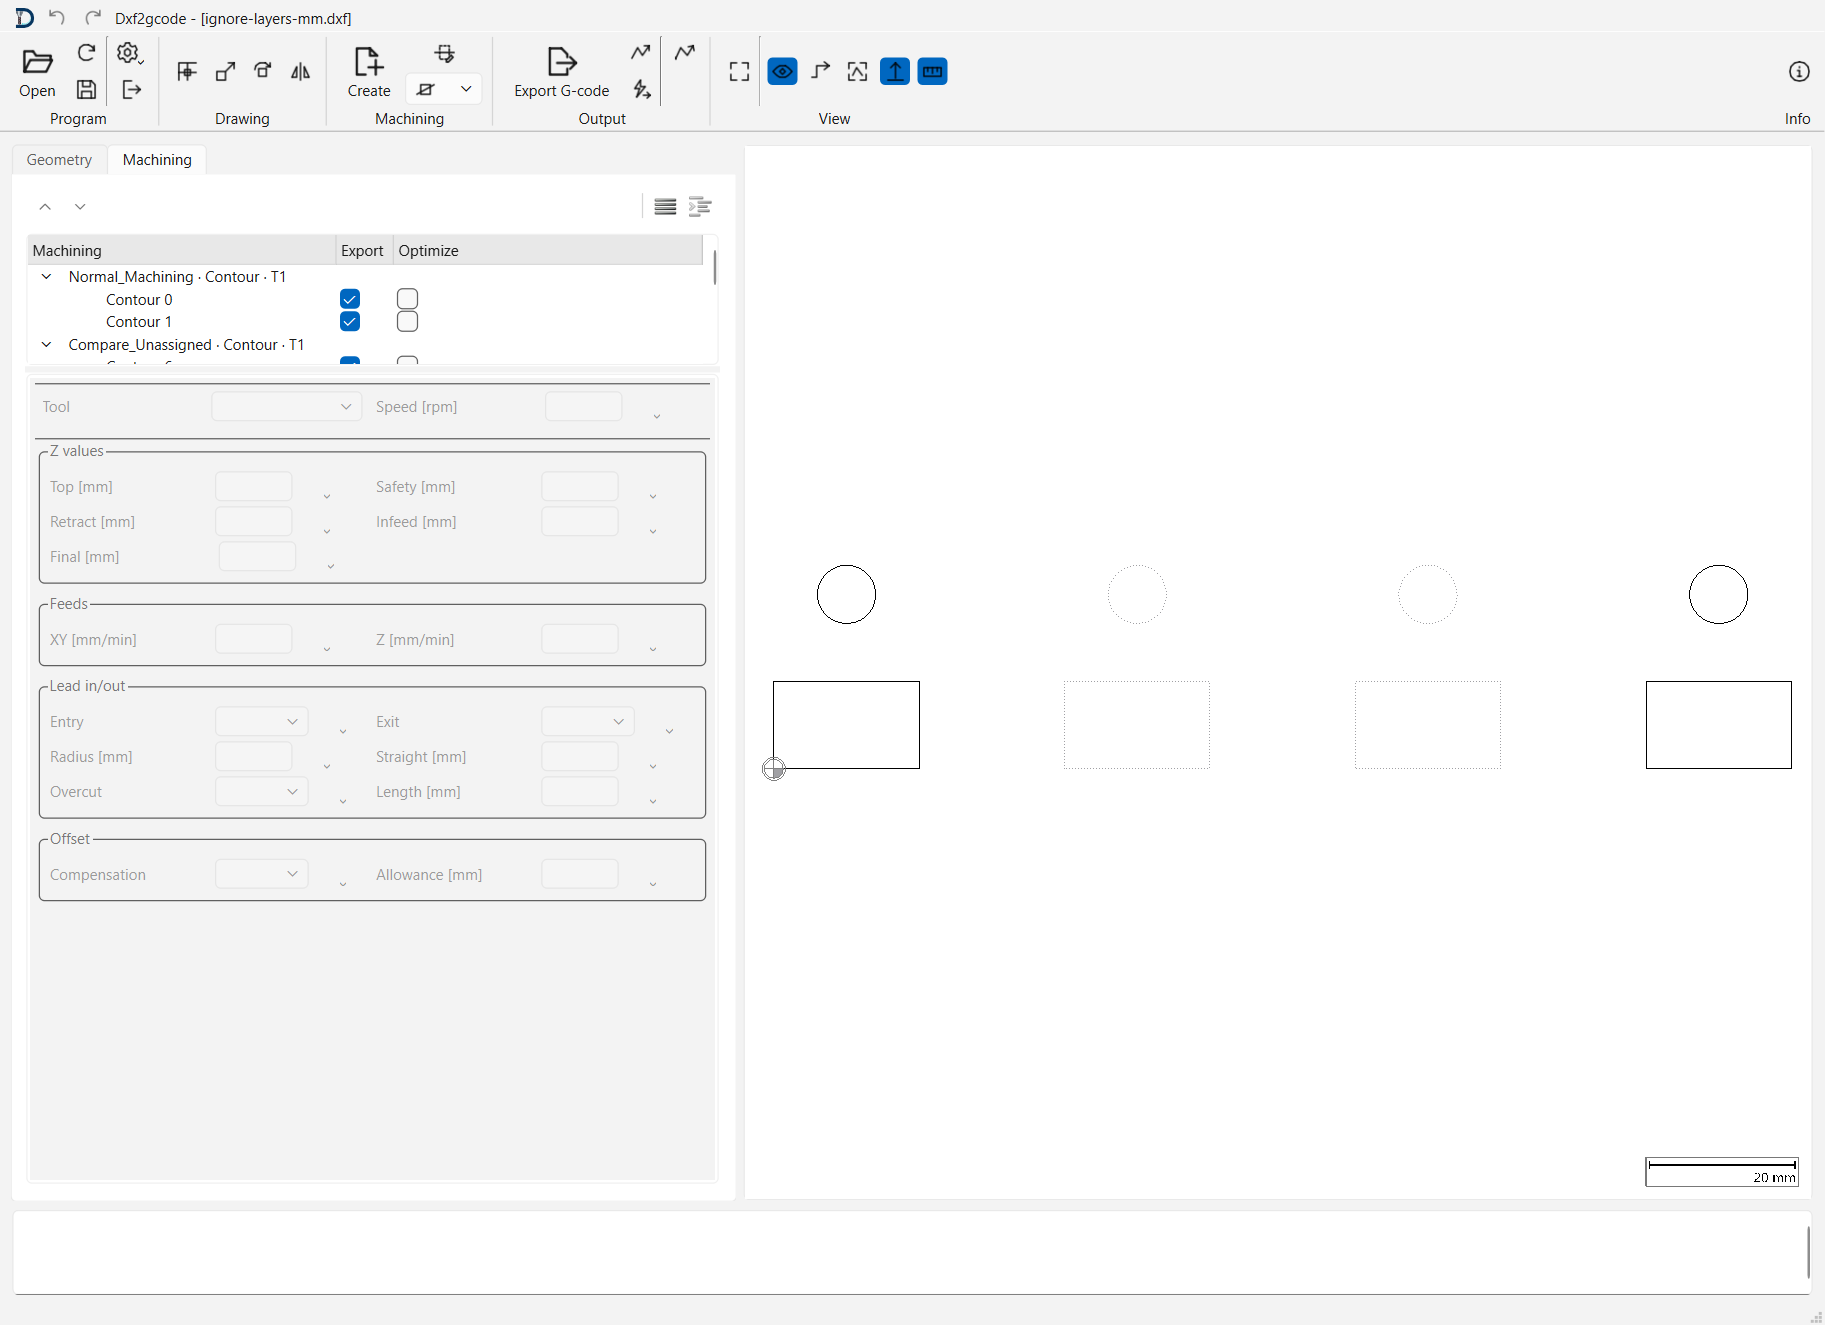 Dxf2gcode - [ignore-layers-mm.dxf]
Open
Create
Export G-code
Program
Drawing
Machining
Output
View
Info
Geometry
Machining
Machining
Export
Optimize
Normal_Machining · Contour · T1
Contour 0
Contour 1
Compare_Unassigned · Contour · T1
Tool
Speed [rpm]
Z values
Top [mm]
Safety [mm]
Retract [mm]
Infeed [mm]
Final [mm]
Feeds
XY [mm/min]
Z [mm/min]
Lead in/out
Entry
Exit
Radius [mm]
Straight [mm]
Overcut
Length [mm]
Offset
Compensation
Allowance [mm]
20 mm